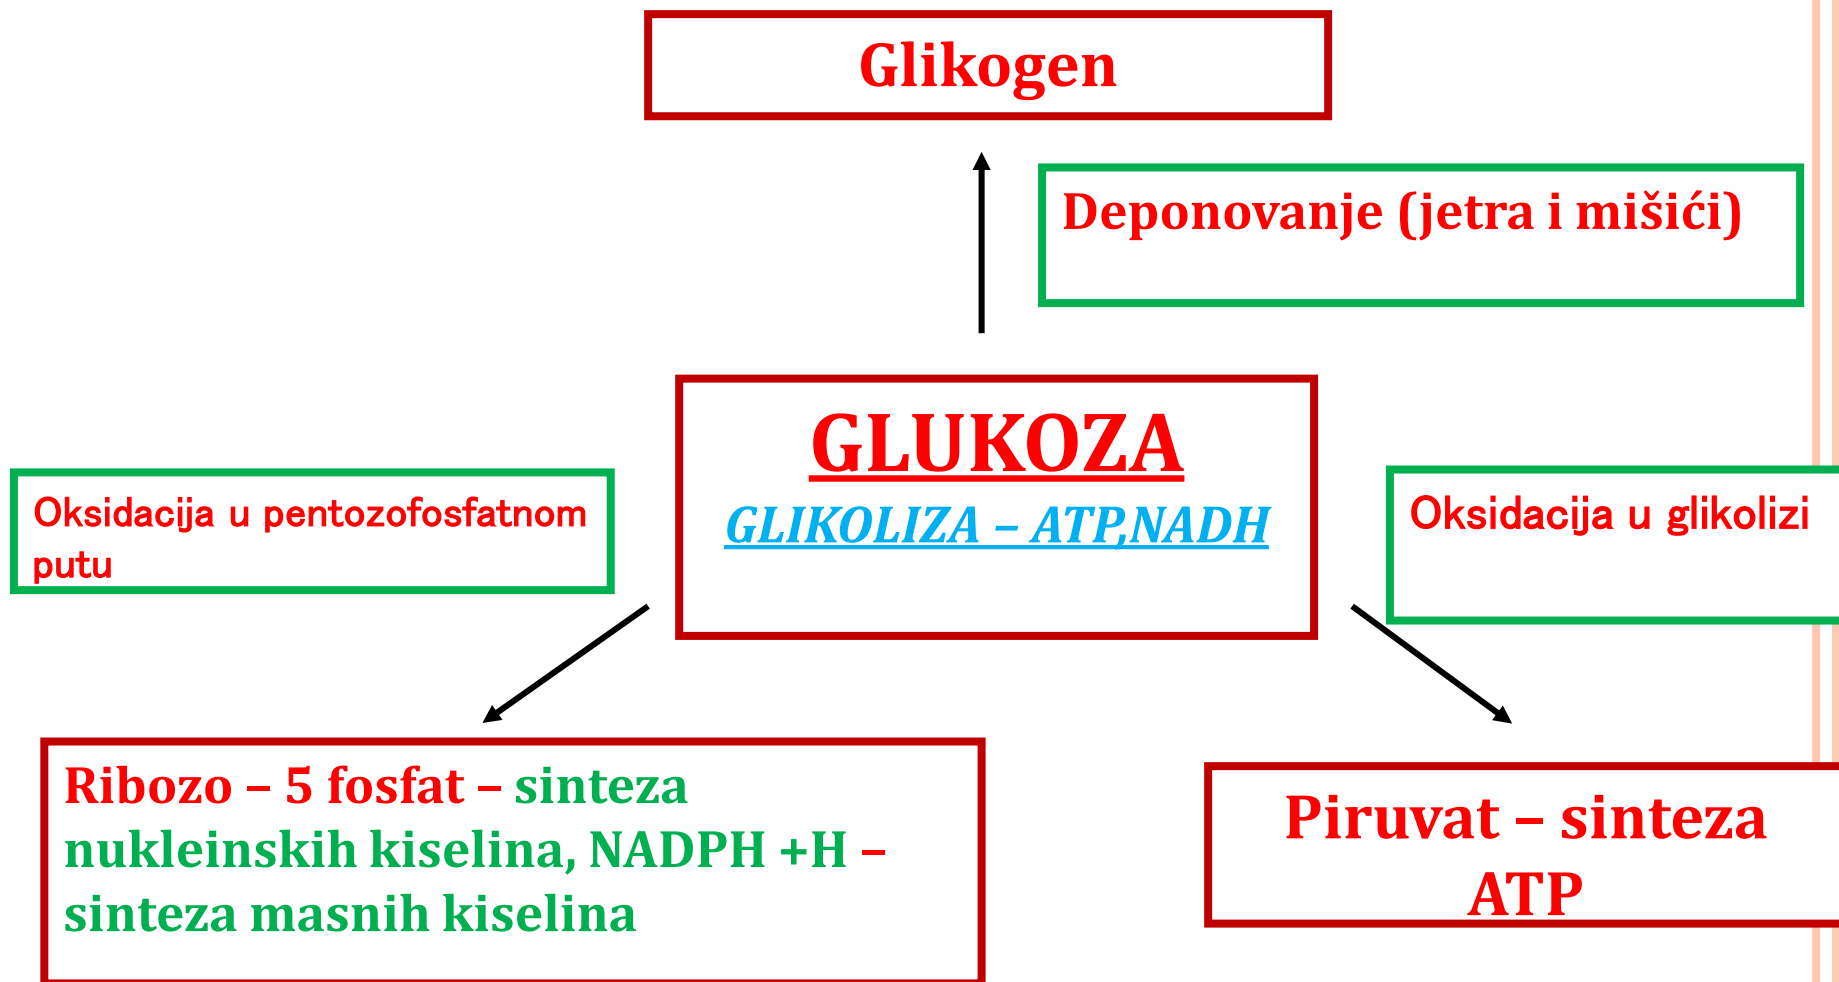 Glikogen
Deponovanje (jetra i mišići)
GLUKOZA
GLIKOLIZA – ATP,NADH
Oksidacija u pentozofosfatnom
putu
Oksidacija u glikolizi
Ribozo – 5 fosfat – sinteza
nukleinskih kiselina, NADPH +H –
sinteza masnih kiselina
Piruvat – sinteza
ATP